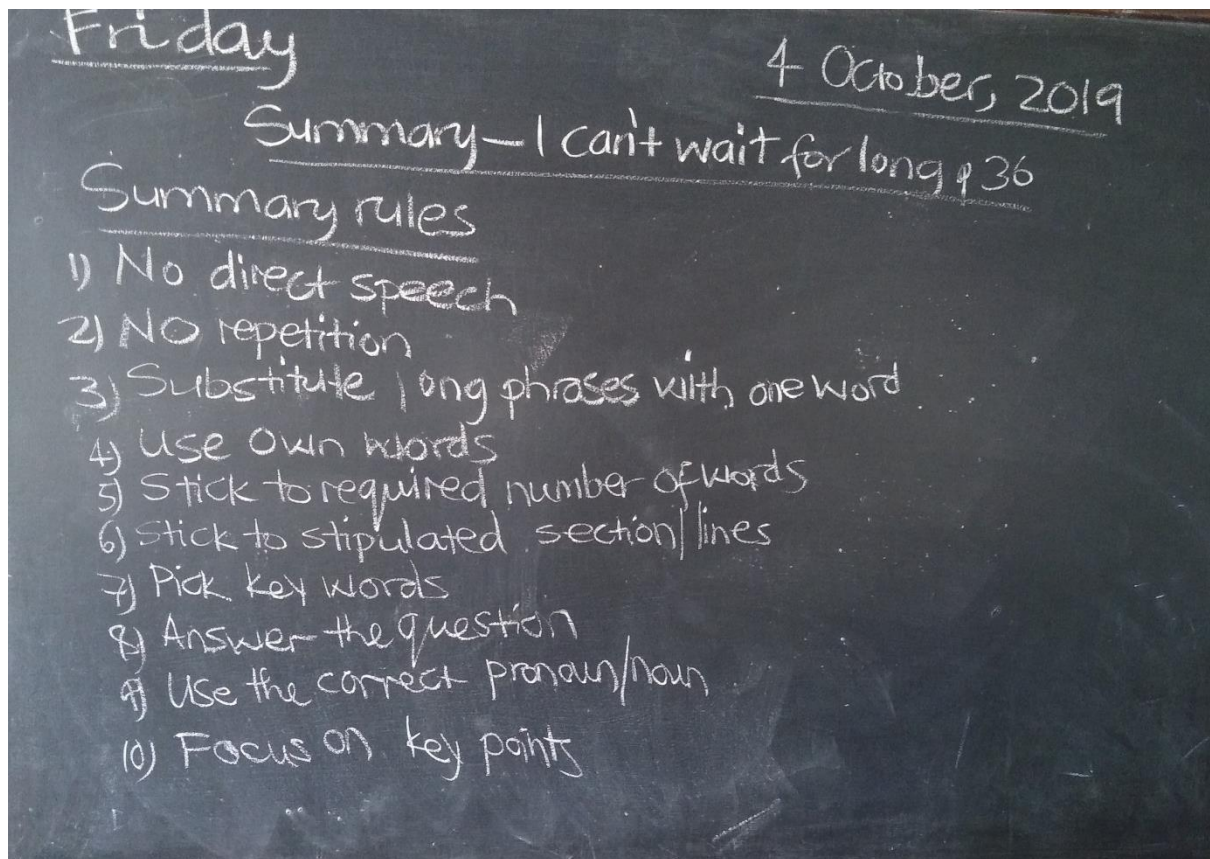 Friday
4 October, 2019
Summary - I can't wait for long p 36
Summary rules
1) No direct speech
2) No repetition
3) Substitute long phrases with one word
4) Use own words
5) Stick to required number of words
6) Stick to stipulated section/lines
7) Pick key words
8) Answer the question
9) Use the correct pronoun/noun
10) Focus on key points